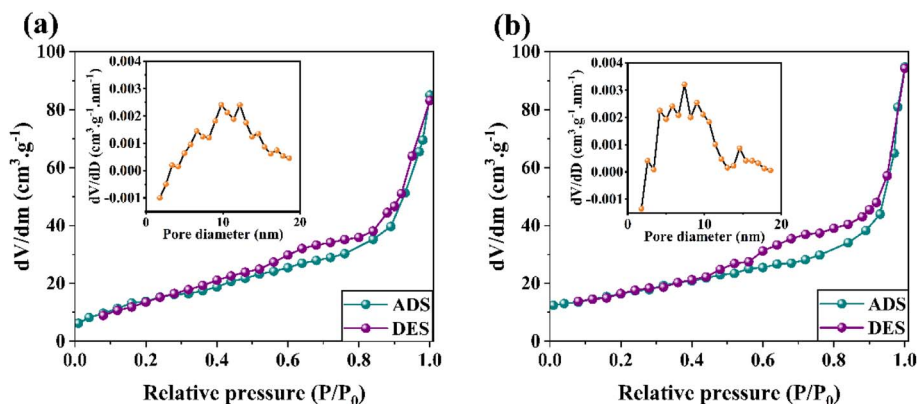 (a)
100
80
60
40
20
0
dV/dm (cm³.g⁻¹)
0.0 0.2 0.4 0.6 0.8 1.0
Relative pressure (P/P₀)
0.004
0.003
0.002
0.001
0.000
-0.001
dV/dD (cm³.g⁻¹.nm⁻¹)
0 10 20
Pore diameter (nm)
ADS
DES
(b)
100
80
60
40
20
0
dV/dm (cm³.g⁻¹)
0.0 0.2 0.4 0.6 0.8 1.0
Relative pressure (P/P₀)
0.004
0.003
0.002
0.001
0.000
-0.001
dV/dD (cm³.g⁻¹.nm⁻¹)
0 10 20
Pore diameter (nm)
ADS
DES